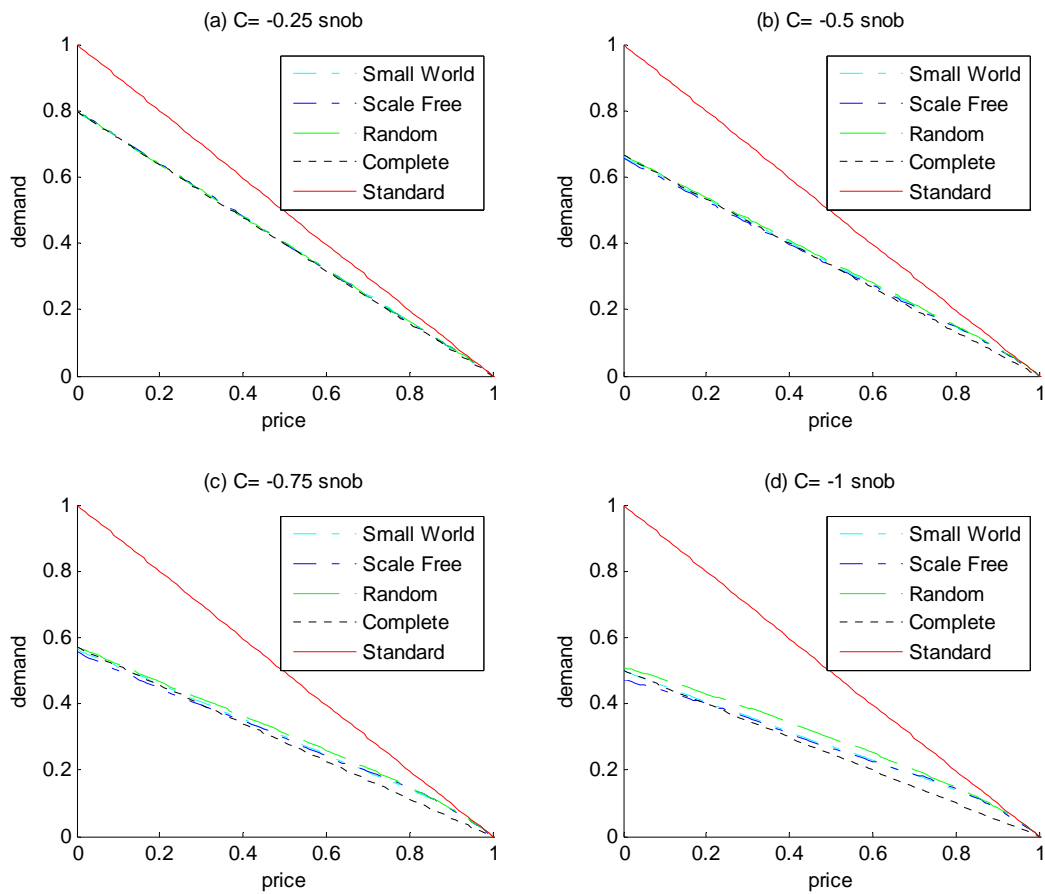 (a) C= -0.25 snob
1
0.8
0.6
0.4
0.2
0
demand
0 0.2 0.4 0.6 0.8 1
price
Small World
Scale Free
Random
Complete
Standard
(b) C= -0.5 snob
1
0.8
0.6
0.4
0.2
0
demand
0 0.2 0.4 0.6 0.8 1
price
Small World
Scale Free
Random
Complete
Standard
(c) C= -0.75 snob
1
0.8
0.6
0.4
0.2
0
demand
0 0.2 0.4 0.6 0.8 1
price
Small World
Scale Free
Random
Complete
Standard
(d) C= -1 snob
1
0.8
0.6
0.4
0.2
0
demand
0 0.2 0.4 0.6 0.8 1
price
Small World
Scale Free
Random
Complete
Standard